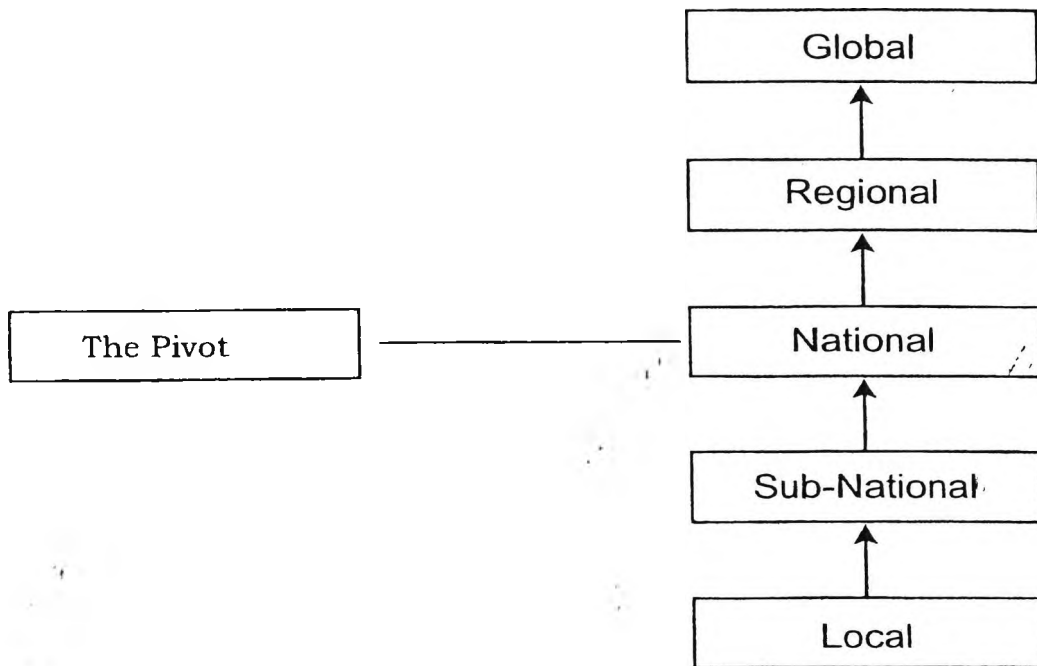 Global
Regional
The Pivot
National
Sub-National
Local